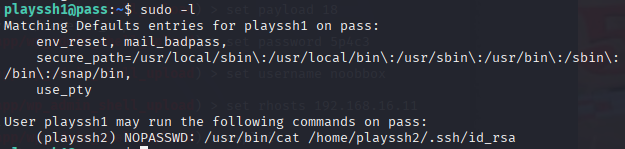 playssh1@pass:~$ sudo -l
Matching Defaults entries for playssh1 on pass:
    env_reset, mail_badpass,
    secure_path=/usr/local/sbin\:/usr/local/bin\:/usr/sbin\:/usr/bin\:/sbin\:
/bin\:/snap/bin,
    use_pty

User playssh1 may run the following commands on pass:
    (playssh2) NOPASSWD: /usr/bin/cat /home/playssh2/.ssh/id_rsa